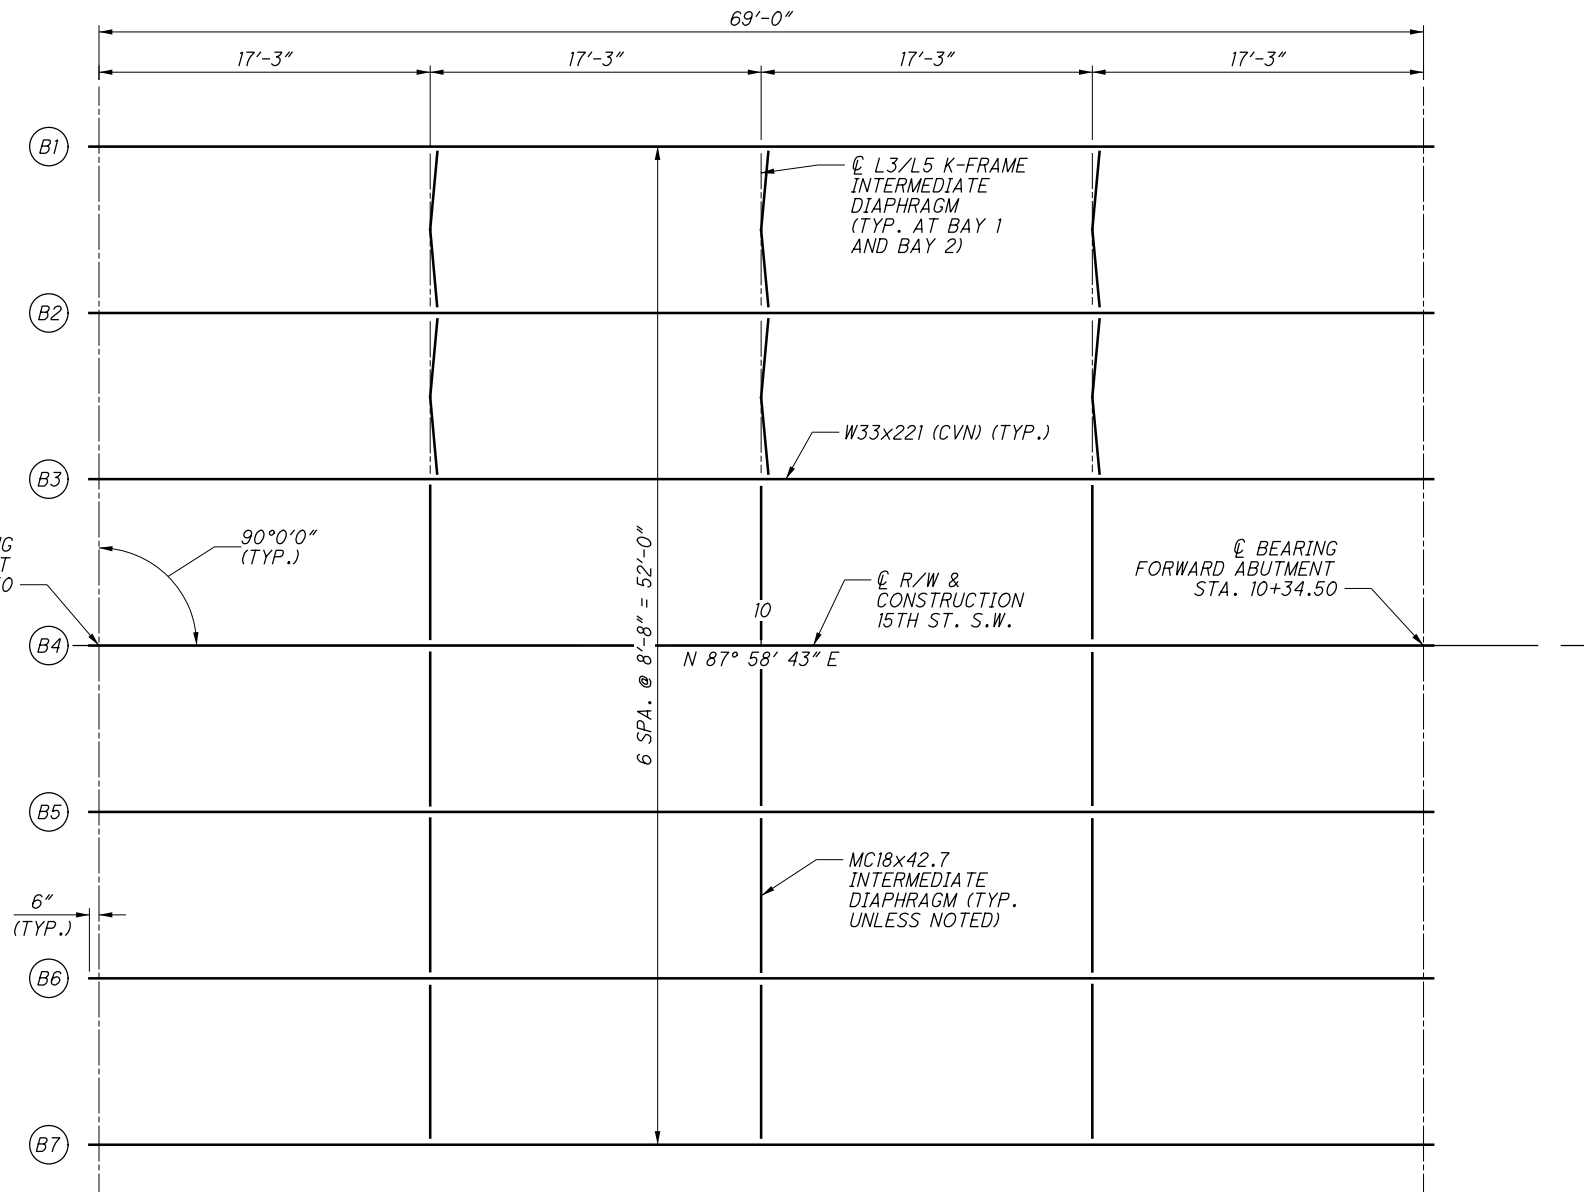 69'-0"
17'-3"
17'-3"
17'-3"
17'-3"
B1
℄ L3/L5 K-FRAME
INTERMEDIATE
DIAPHRAGM
(TYP. AT BAY 1
AND BAY 2)
B2
W33x221 (CVN) (TYP.)
B3
90°0'0"
(TYP.)
6 SPA. @ 8'-8" = 52'-0"
℄ BEARING
FORWARD ABUTMENT
STA. 10+34.50
℄ R/W &
CONSTRUCTION
15TH ST. S.W.
10
B4
N 87° 58' 43" E
B5
MC18x42.7
INTERMEDIATE
DIAPHRAGM (TYP.
UNLESS NOTED)
6"
(TYP.)
B6
B7